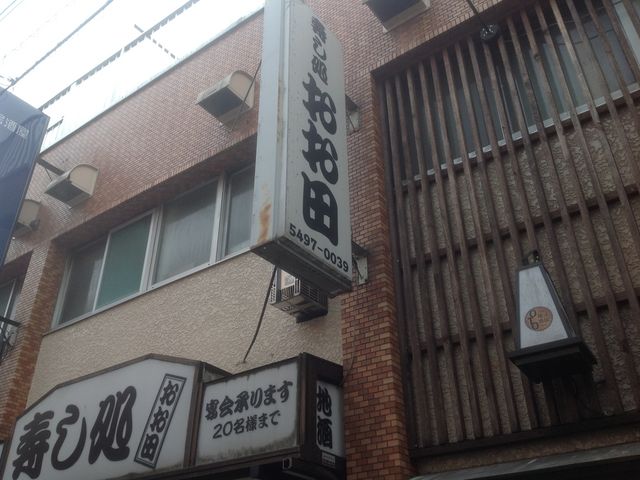 寿し処 おお田
5497-0039
寿し処
おお田
宴会承ります
20名様まで
地酒